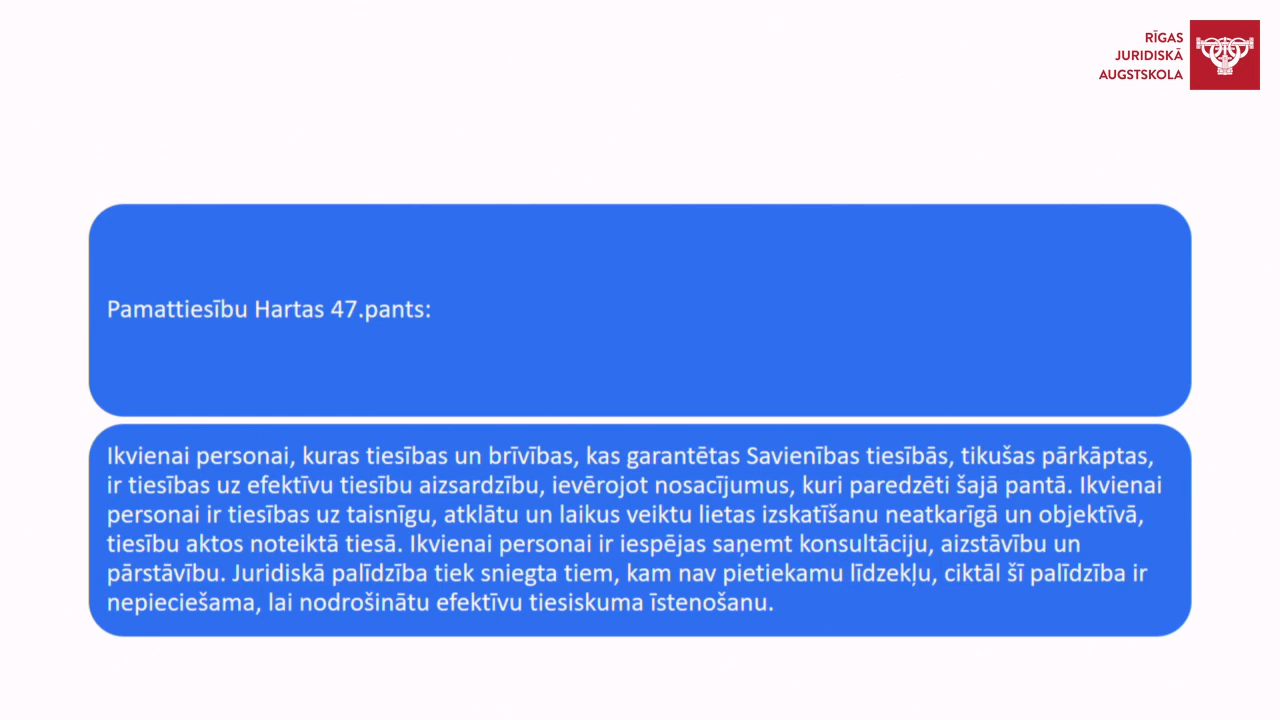 RĪGAS
JURIDISKĀ
AUGSTSKOLA
Pamattiesību Hartas 47.pants:
Ikvienai personai, kuras tiesības un brīvības, kas garantētas Savienības tiesībās, tikušas pārkāptas,
ir tiesības uz efektīvu tiesību aizsardzību, ievērojot nosacījumus, kuri paredzēti šajā pantā. Ikvienai
personai ir tiesības uz taisnīgu, atklātu un laikus veiktu lietas izskatīšanu neatkarīgā un objektīvā,
tiesību aktos noteiktā tiesā. Ikvienai personai ir iespējas saņemt konsultāciju, aizstāvību un
pārstāvību. Juridiskā palīdzība tiek sniegta tiem, kam nav pietiekamu līdzekļu, ciktāl šī palīdzība ir
nepieciešama, lai nodrošinātu efektīvu tiesiskuma īstenošanu.